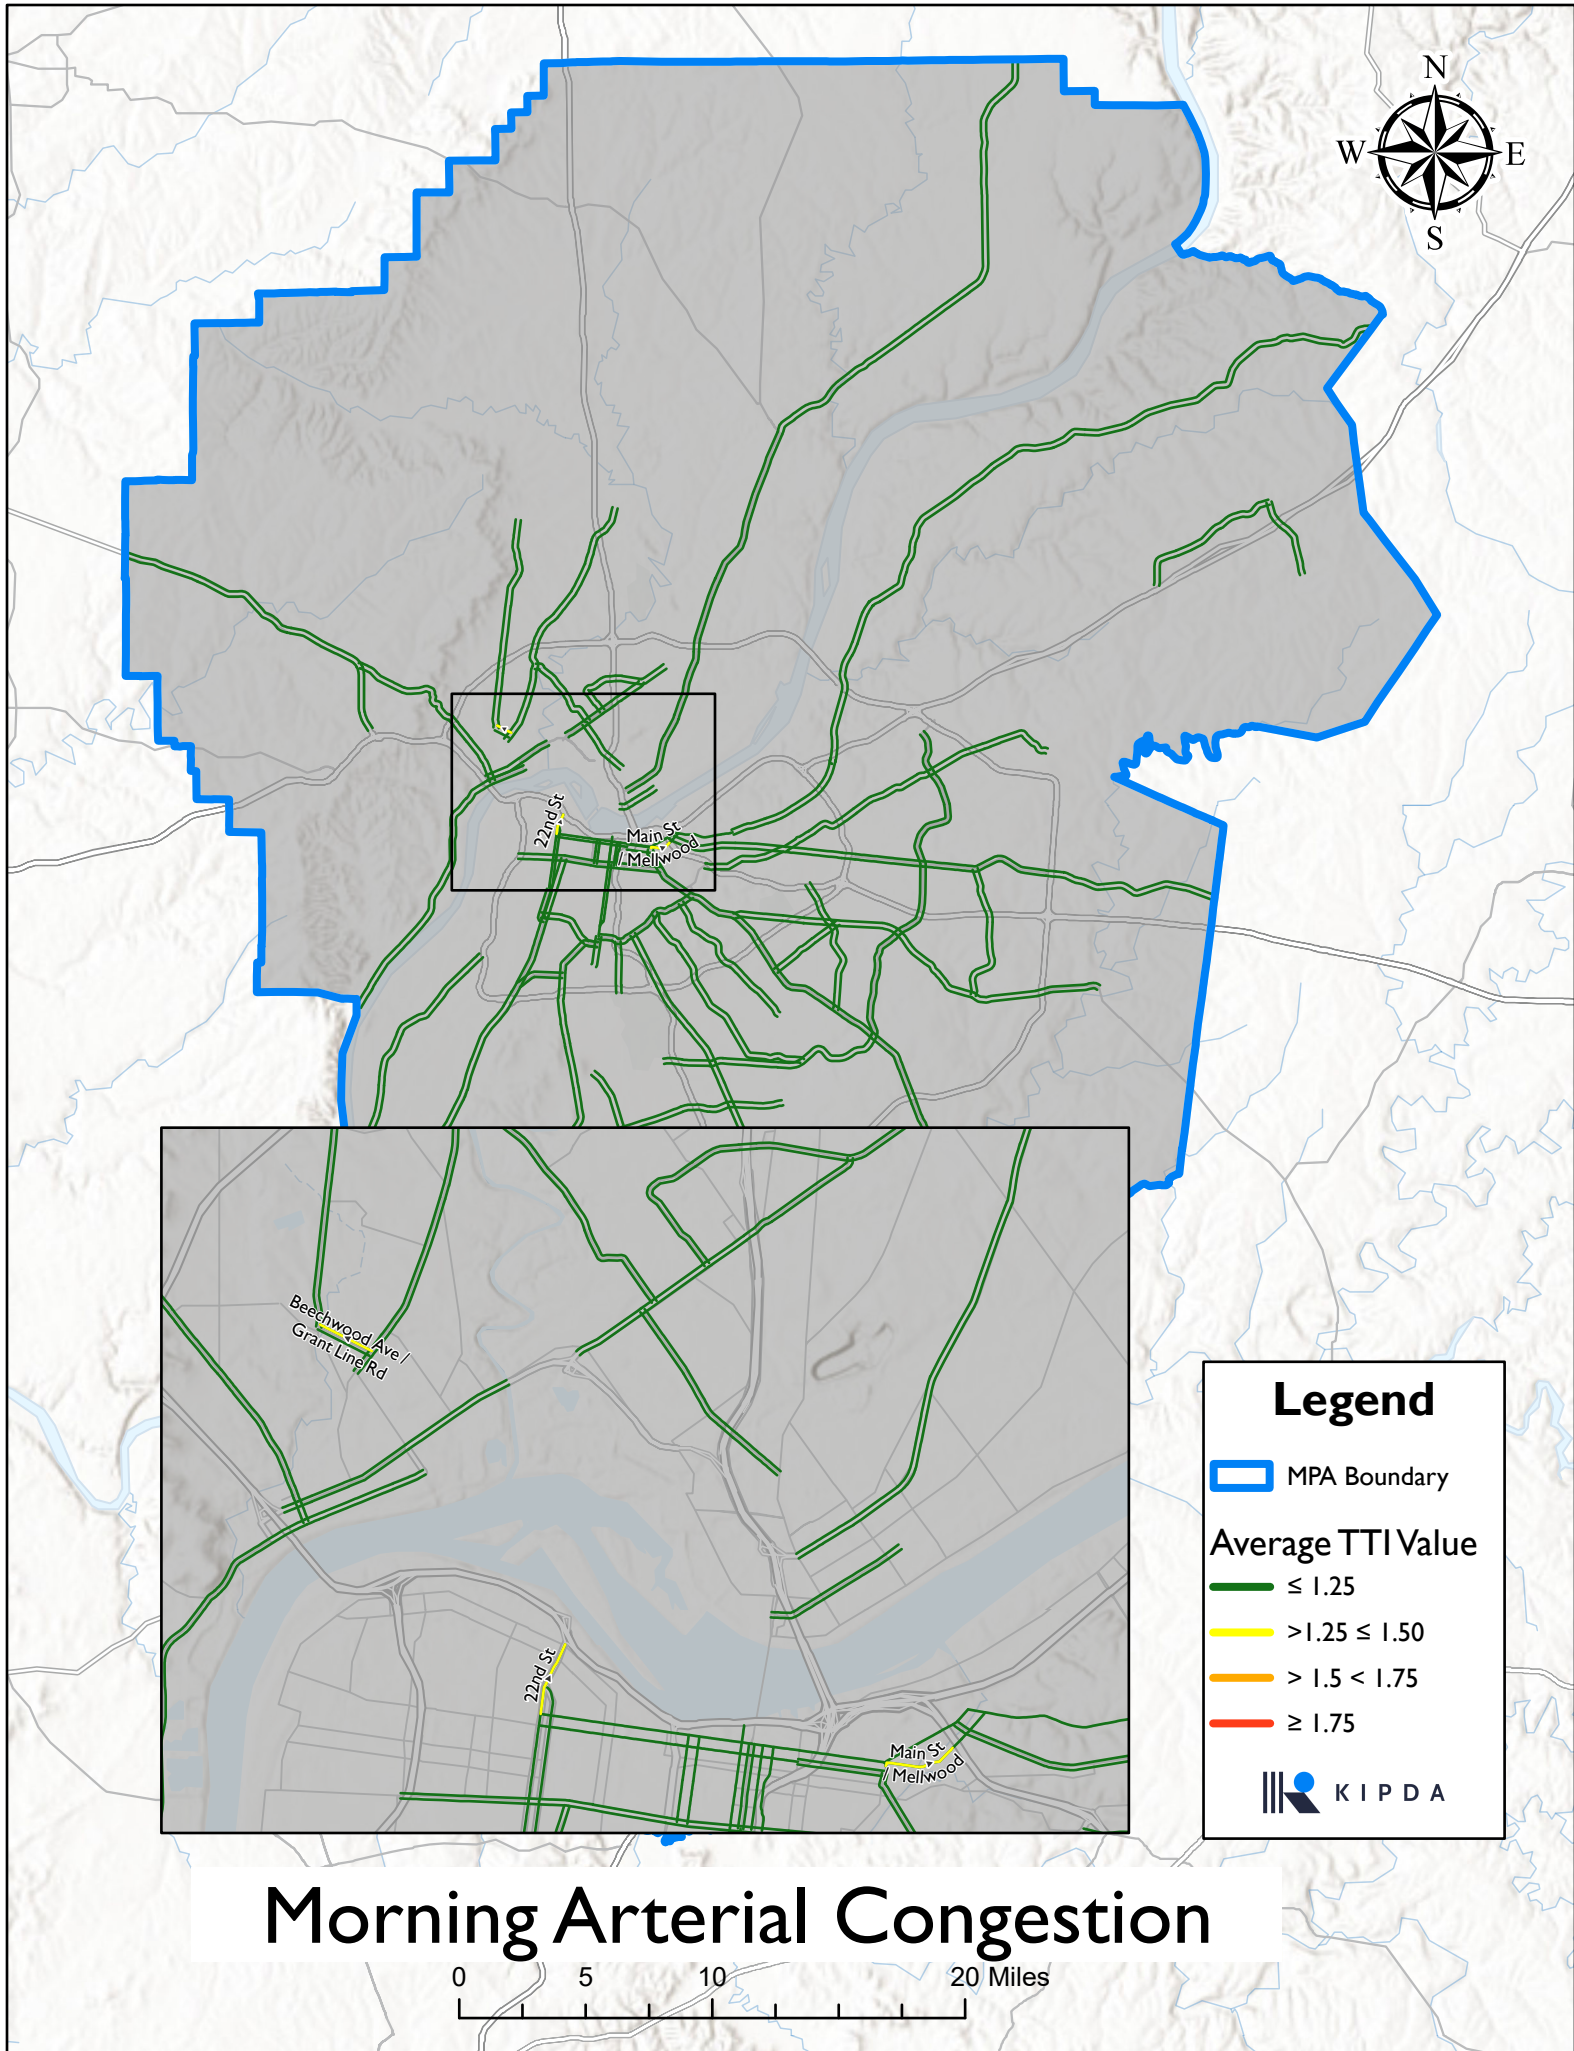 N
W
E
S
22nd St
Main St
/ Mellwood
Beechwood Ave /
Grant Line Rd
22nd St
Main St
/ Mellwood
Legend
MPA Boundary
Average TTI Value
≤ 1.25
>1.25 ≤ 1.50
> 1.5 < 1.75
≥ 1.75
KIPDA
Morning Arterial Congestion
0 5 10 20 Miles